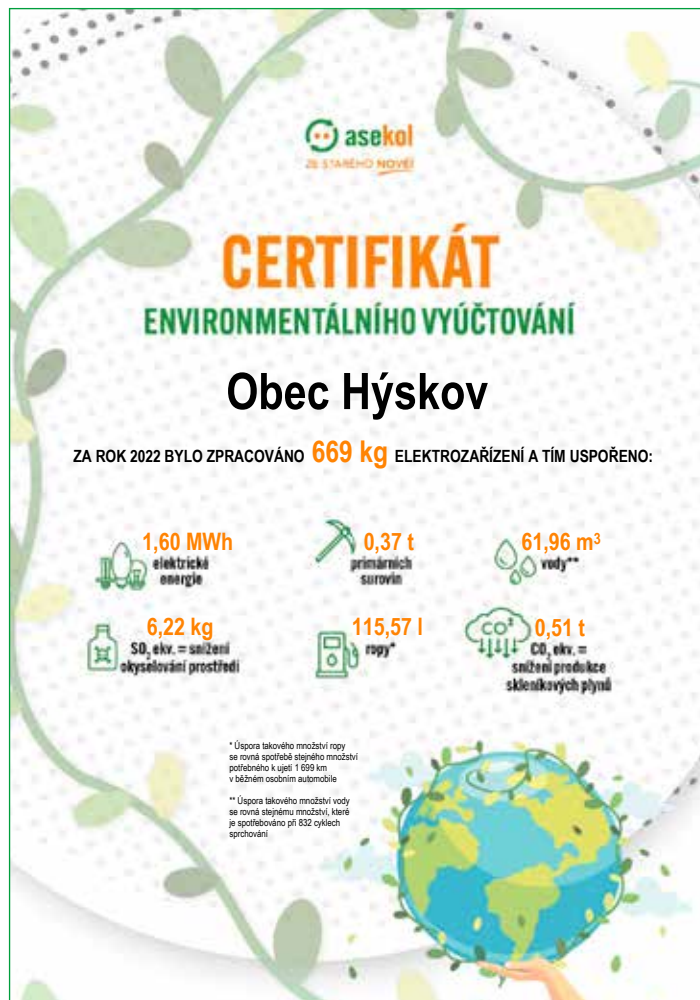 asekol
ZE STARÉHO NOVÉ!
CERTIFIKÁT
ENVIRONMENTÁLNÍHO VYÚČTOVÁNÍ
Obec Hýskov
ZA ROK 2022 BYLO ZPRACOVÁNO 669 kg ELEKTROZAŘÍZENÍ A TÍM USPOŘENO:
1,60 MWh
elektrické
energie
0,37 t
primárních
surovin
61,96 m³
vody**
6,22 kg
SO₂ ekv. = snížení
okyselování prostředí
115,57 l
ropy*
CO²
0,51 t
CO₂ ekv. =
snížení produkce
skleníkových plynů
* Úspora takového množství ropy
se rovná spotřebě stejného množství
potřebného k ujetí 1 699 km
v běžném osobním automobile
** Úspora takového množství vody
se rovná stejnému množství, které
je spotřebováno při 832 cyklech
sprchování